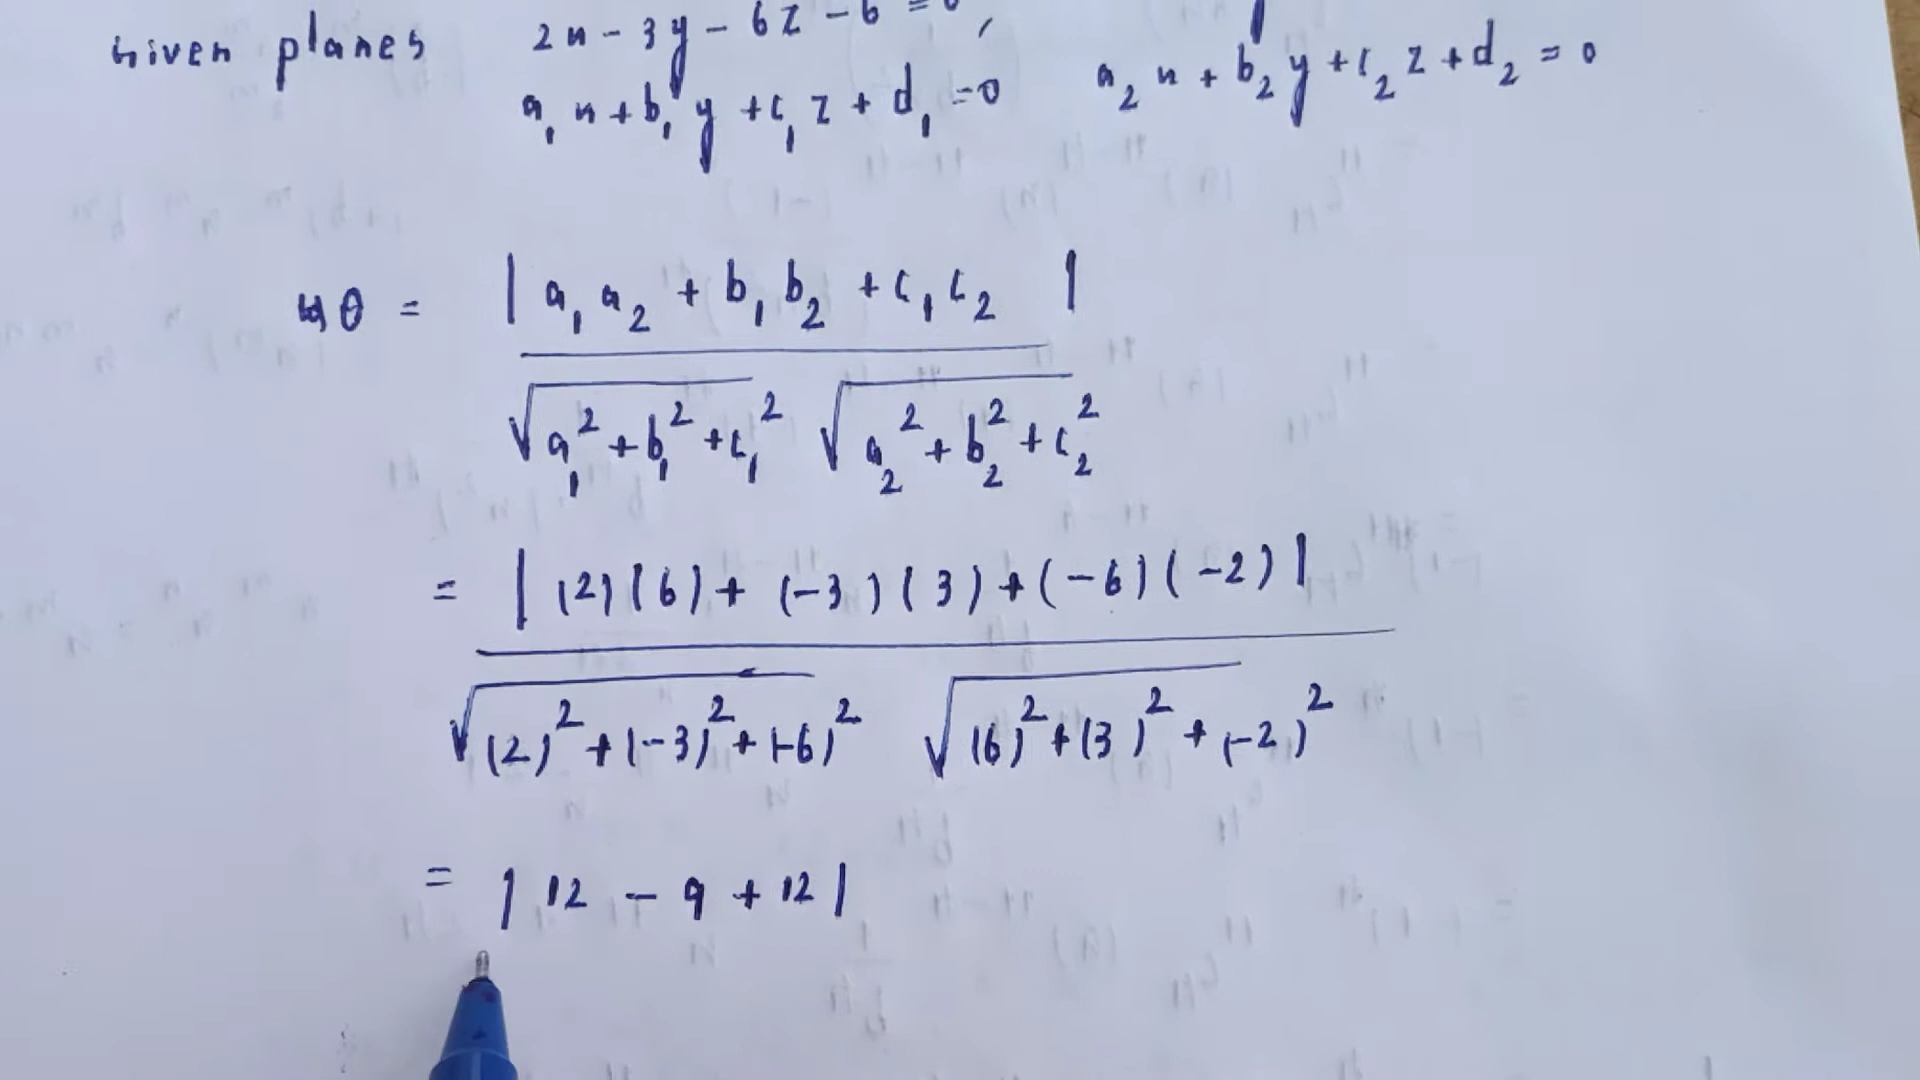 Given planes 2x - 3y - 6z - 6 = 0,
a₁x + b₁y + c₁z + d₁ = 0 a₂x + b₂y + c₂z + d₂ = 0
cos θ = | a₁a₂ + b₁b₂ + c₁c₂ |
√a₁² + b₁² + c₁² √a₂² + b₂² + c₂²
= | (2)(6) + (-3)(3) + (-6)(-2) |
√(2)² + (-3)² + (-6)² √(6)² + (3)² + (-2)²
= | 12 - 9 + 12 |